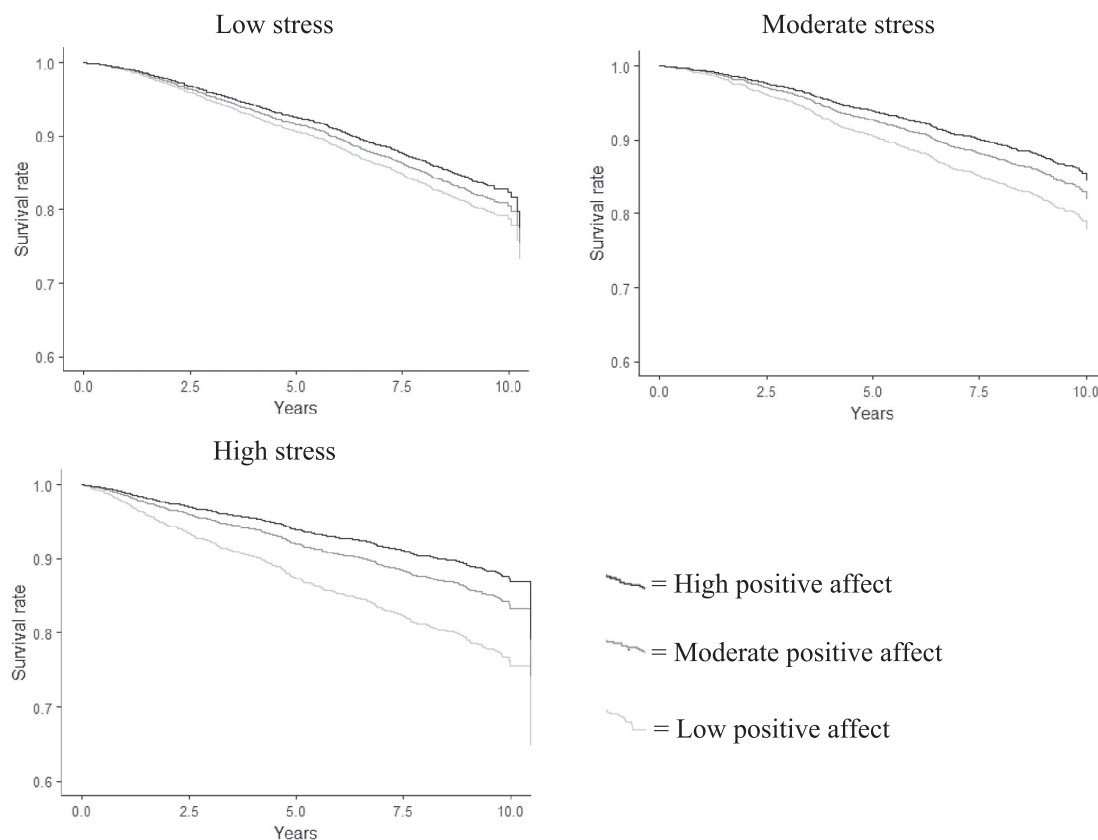 Low stress
1.0
0.9
0.8
0.7
0.6
Survival rate
0.0 2.5 5.0 7.5 10.0
Years
Moderate stress
1.0
0.9
0.8
0.7
0.6
Survival rate
0.0 2.5 5.0 7.5 10.0
Years
High stress
1.0
0.9
0.8
0.7
0.6
Survival rate
0.0 2.5 5.0 7.5 10.0
Years
= High positive affect
= Moderate positive affect
= Low positive affect